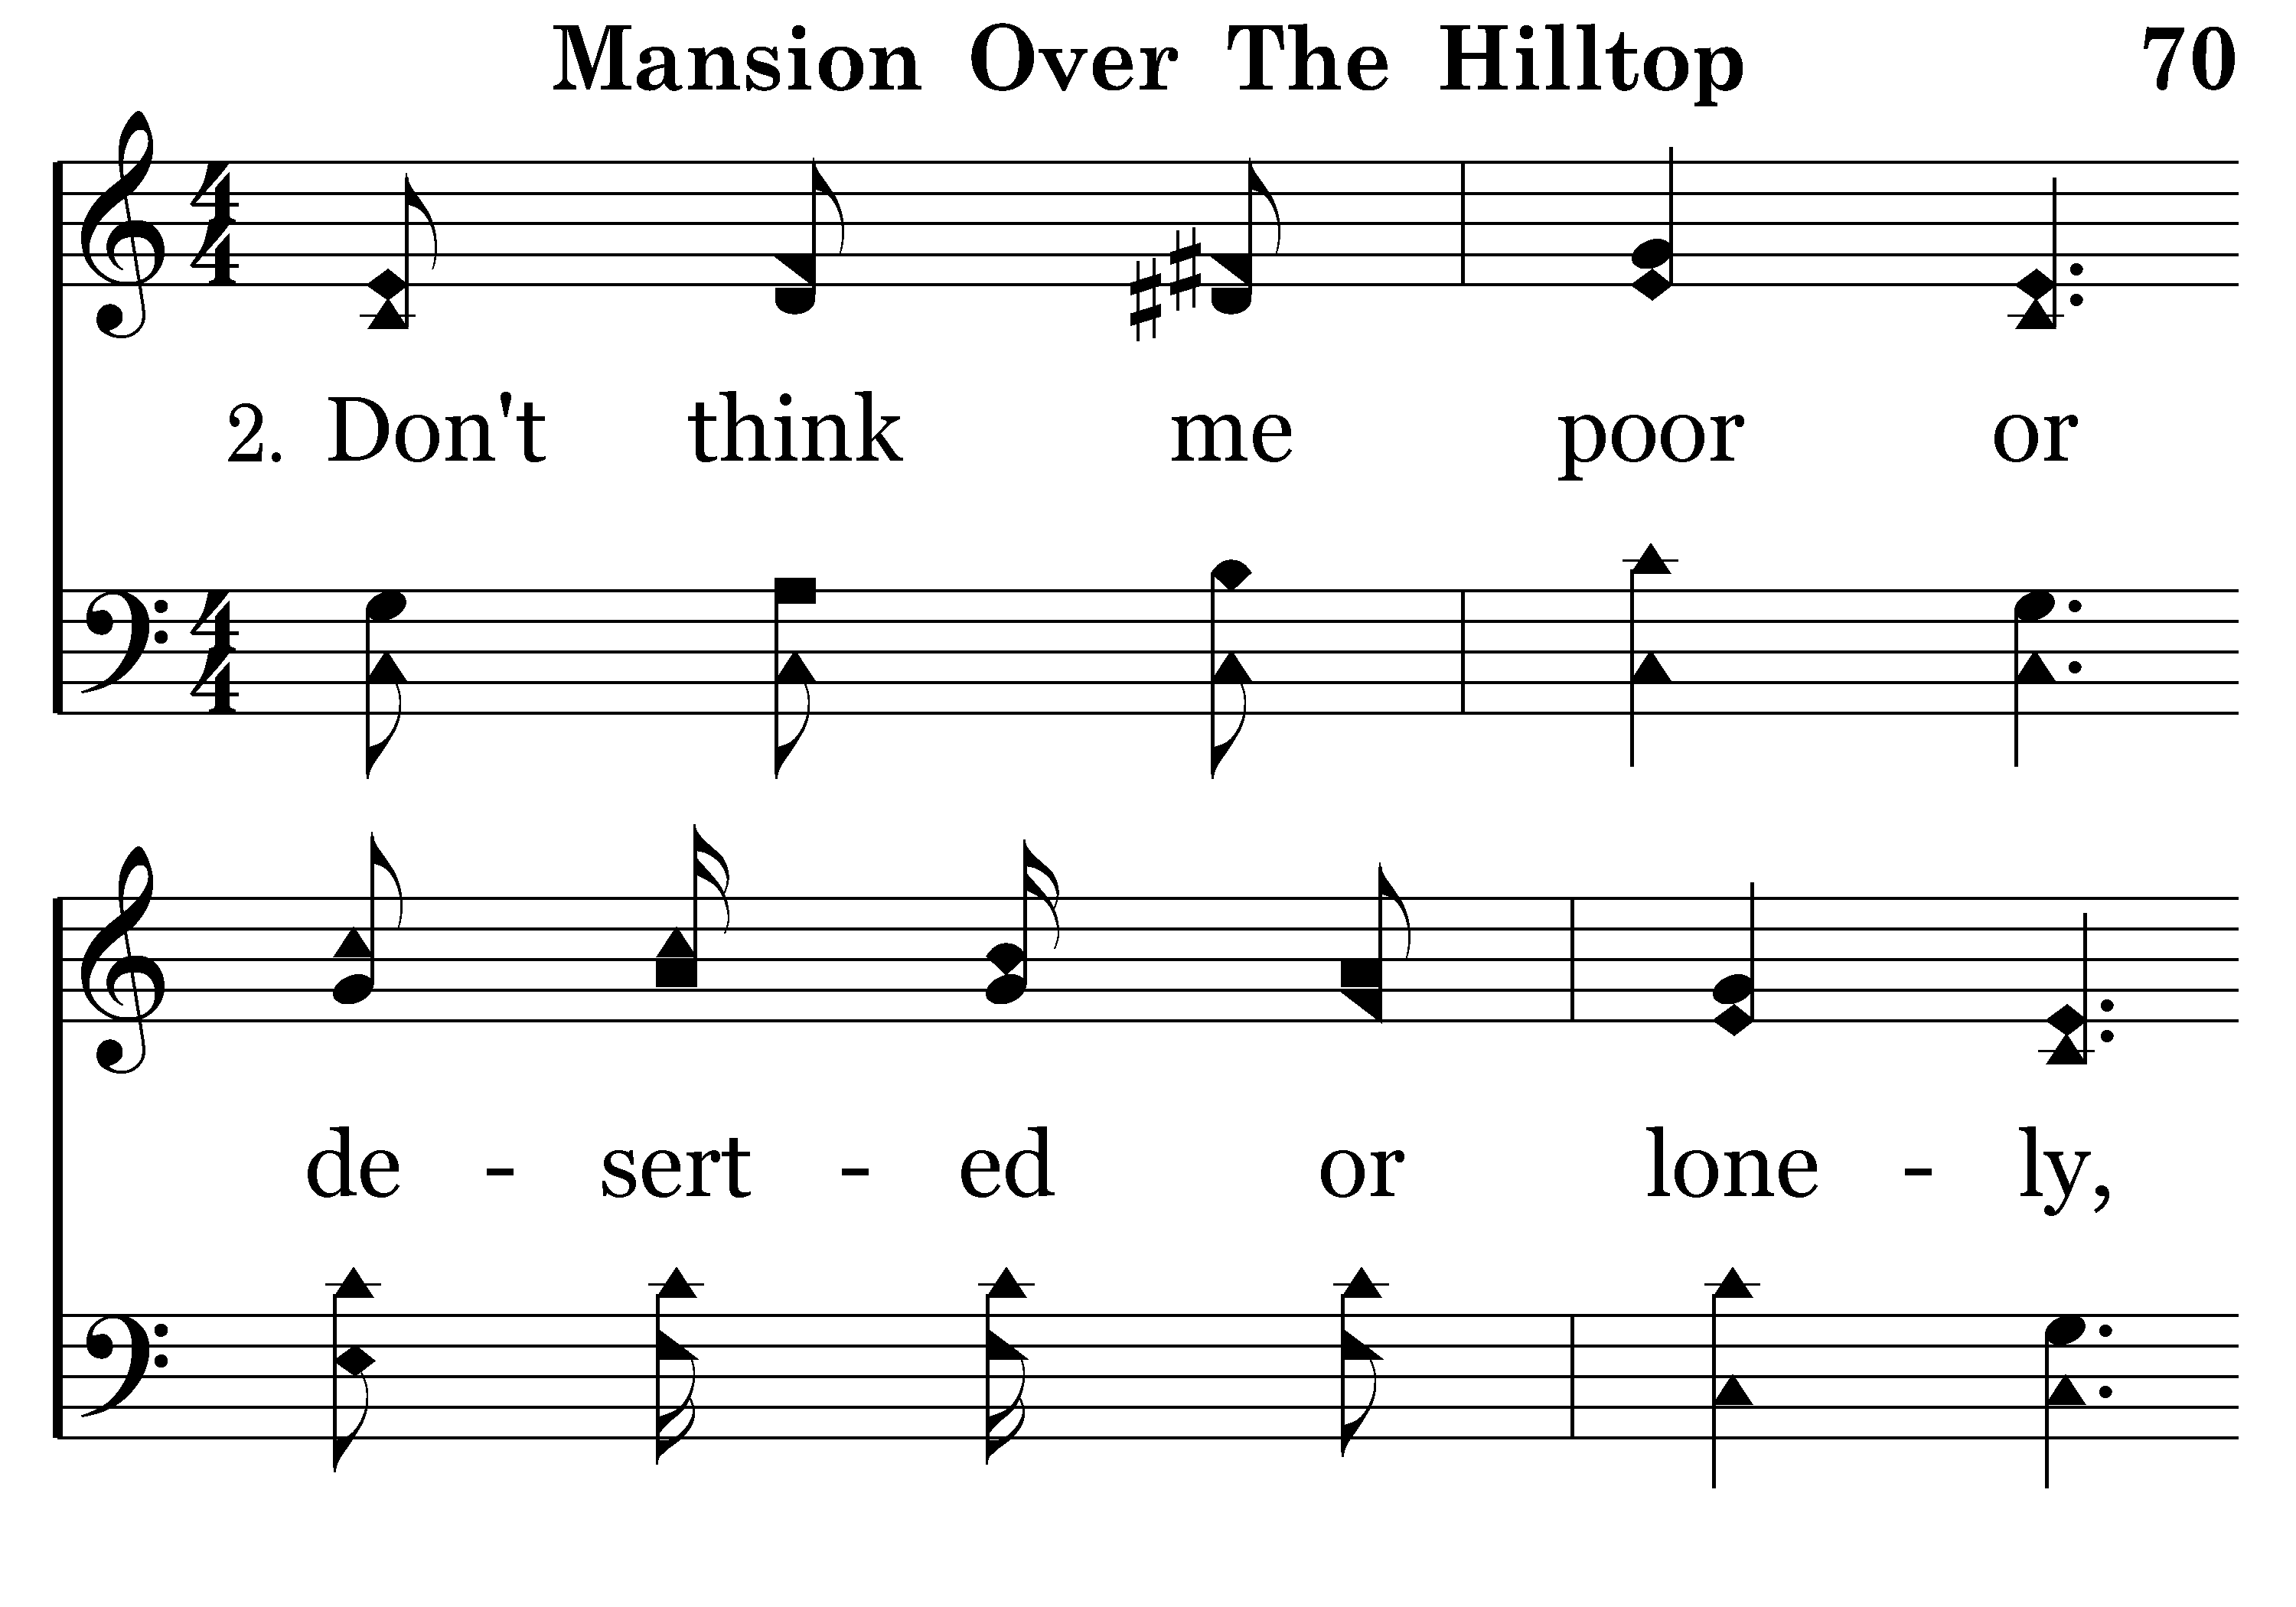 Mansion Over The Hilltop 70
2. Don't think me poor or
de - sert - ed or lone - ly,